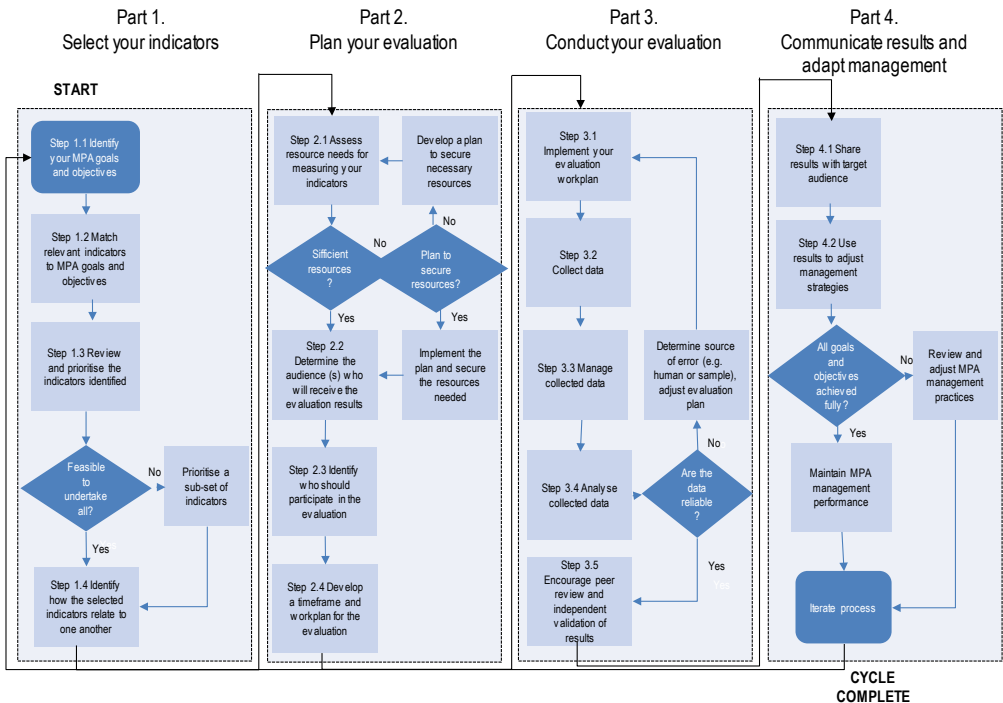 Part 1.
Select your indicators
Part 2.
Plan your evaluation
Part 3.
Conduct your evaluation
Part 4.
Communicate results and
adapt management
START
Step 1.1 Identify
your MPA goals
and objectives
Step 1.2 Match
relevant indicators
to MPA goals and
objectives
Step 1.3 Review
and prioritise the
indicators identified
Feasible
to
undertake
all?
No
Prioritise a
sub-set of
indicators
Yes
Yes
Step 1.4 Identify
how the selected
indicators relate to
one another
Step 2.1 Assess
resource needs for
measuring your
indicators
Develop a plan
to secure
necessary
resources
No
Sifficient
resources
?
No
Plan to
secure
resources?
Yes
Yes
Step 2.2
Determine the
audience (s) who
will receive the
evaluation results
Implement the
plan and secure
the resources
needed
Step 2.3 Identify
who should
participate in the
evaluation
Step 2.4 Develop
a timeframe and
workplan for the
evaluation
Step 3.1
Implement your
evaluation
workplan
Step 3.2
Collect data
Step 3.3 Manage
collected data
Determine source
of error (e.g.
human or sample),
adjust evaluation
plan
No
Step 3.4 Analyse
collected data
Are the
data
reliable
?
Yes
Yes
Step 3.5
Encourage peer
review and
independent
validation of
results
Step 4.1 Share
results with target
audience
Step 4.2 Use
results to adjust
management
strategies
All goals
and
objectives
achieved
fully?
No
Review and
adjust MPA
management
practices
Yes
Maintain MPA
management
performance
Iterate process
CYCLE
COMPLETE